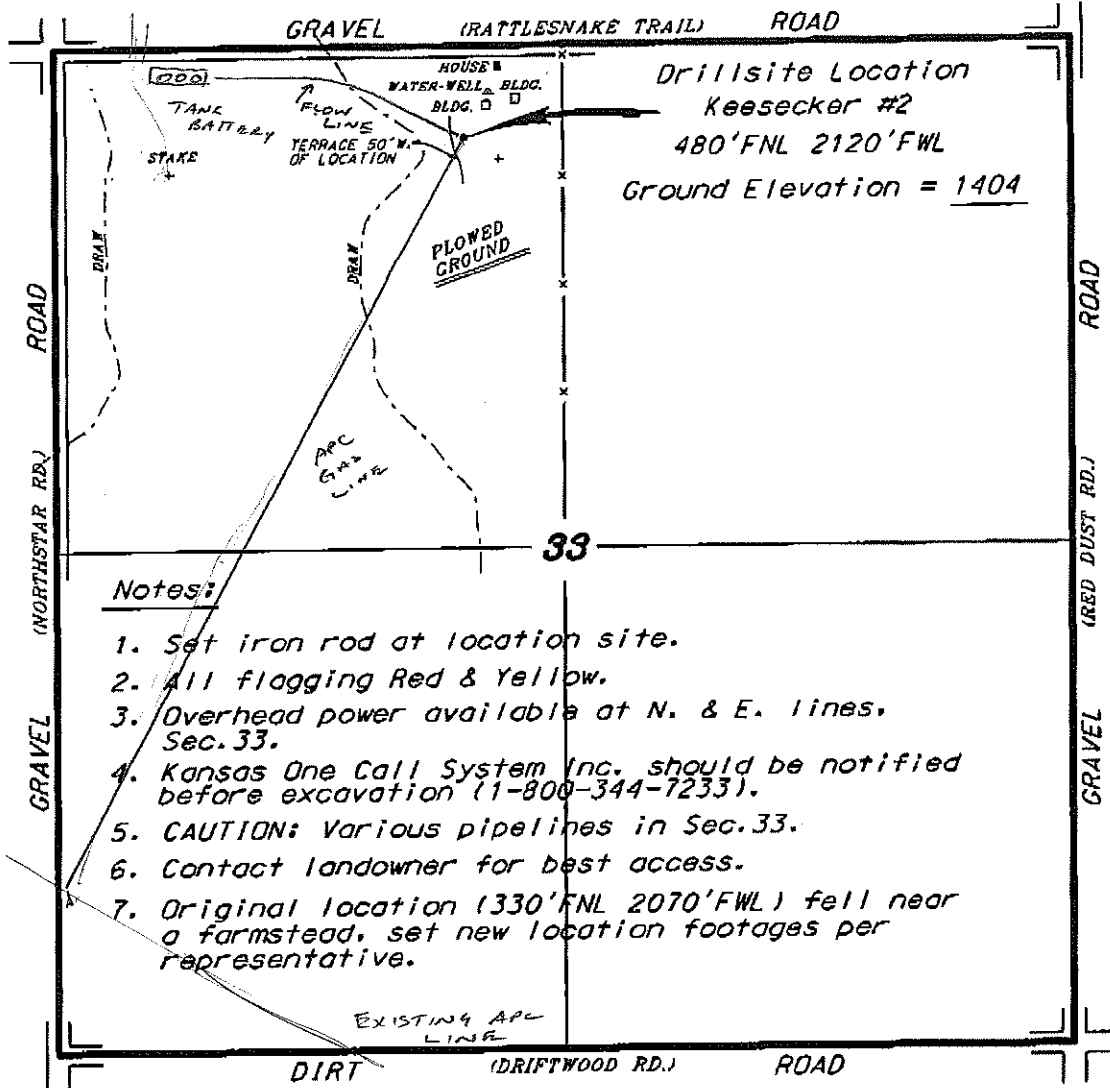 GRAVEL (RATTLESNAKE TRAIL) ROAD
HOUSE
WATER-WELL BLDG.
BLDG.
TANK
BATTERY
FLOW
LINE
STAKE
TERRACE 50'W.
OF LOCATION
Drillsite Location
Keesecker #2
480'FNL 2120'FWL
Ground Elevation = 1404
DRAW
DRAW
PLOWED
GROUND
APC
GAS
LINE
ROAD
(NORTHSTAR RD.)
GRAVEL
ROAD
(RED DUST RD.)
GRAVEL
33
Notes:
1. Set iron rod at location site.
2. All flagging Red & Yellow.
3. Overhead power available at N. & E. lines,
Sec.33.
4. Kansas One Call System Inc. should be notified
before excavation (1-800-344-7233).
5. CAUTION: Various pipelines in Sec.33.
6. Contact landowner for best access.
7. Original location (330'FNL 2070'FWL) fell near
a farmstead, set new location footages per
representative.
EXISTING APC
LINE
DIRT (DRIFTWOOD RD.) ROAD